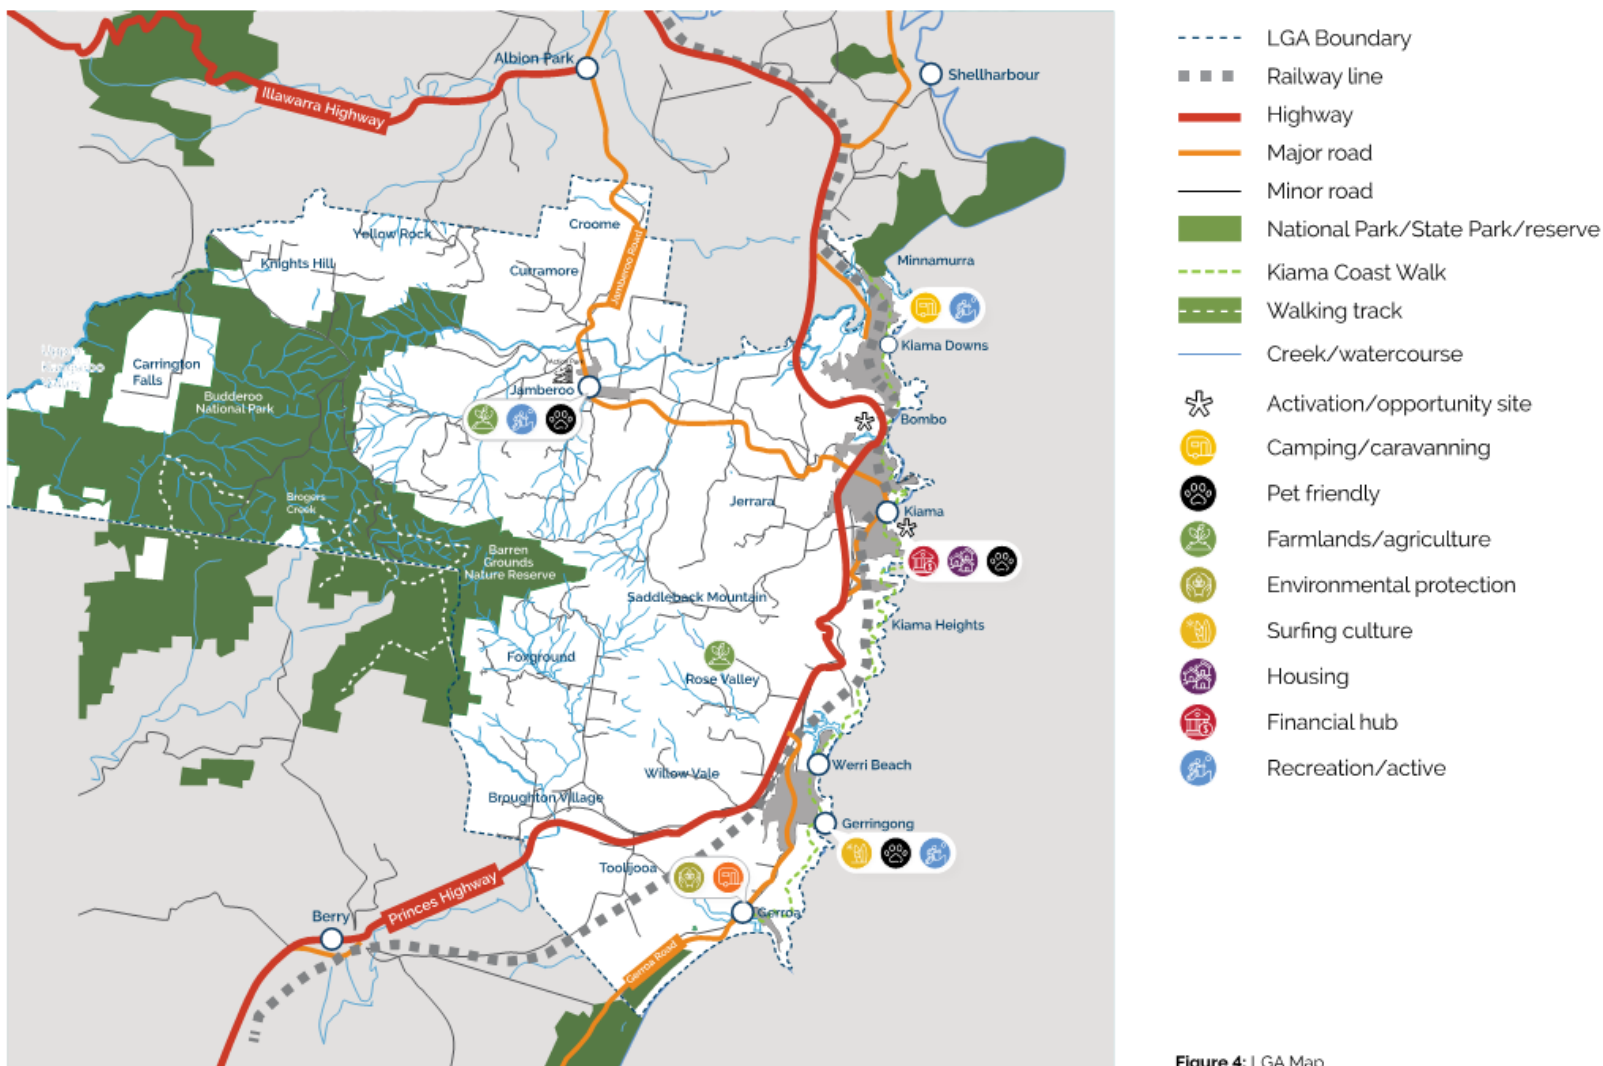 Albion Park
Shellharbour
Illawarra Highway
Croome
Yellow Rock
Knights Hill
Curramore
Jamberoo Road
Minnamurra
Kiama Downs
Carrington
Falls
Budderoo
National Park
Jamberoo
Bombo
Jerrara
Kiama
Brogers
Creek
Barren
Grounds
Nature Reserve
Saddleback Mountain
Kiama Heights
Foxground
Rose Valley
Willow Vale
Werri Beach
Broughton Village
Gerringong
Toolijooa
Princes Highway
Berry
Gerroa
Gerroa Road
LGA Boundary
Railway line
Highway
Major road
Minor road
National Park/State Park/reserve
Kiama Coast Walk
Walking track
Creek/watercourse
Activation/opportunity site
Camping/caravanning
Pet friendly
Farmlands/agriculture
Environmental protection
Surfing culture
Housing
Financial hub
Recreation/active
Figure 4: LGA Map